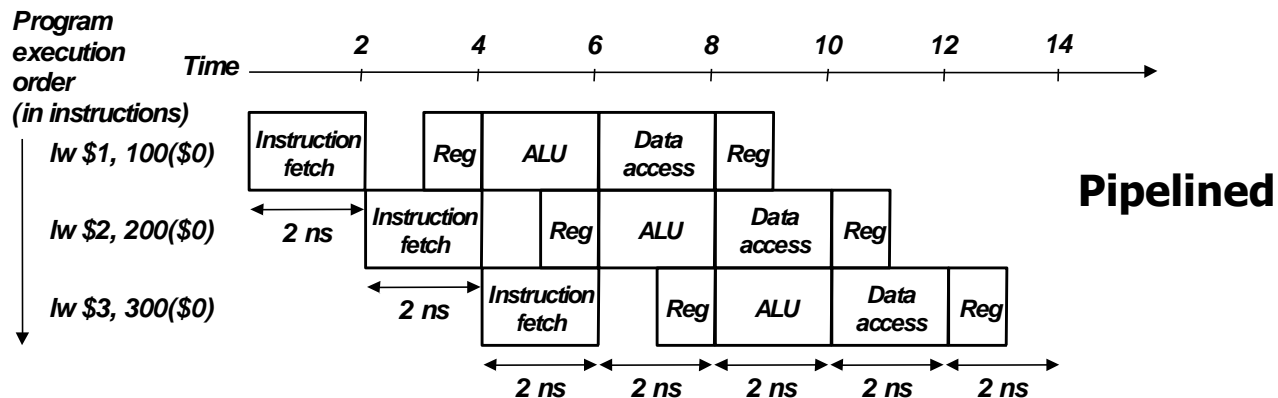 Program
execution
order
(in instructions)
Time
2 4 6 8 10 12 14
lw $1, 100($0)
Instruction
fetch
Reg
ALU
Data
access
Reg
Pipelined
2 ns
lw $2, 200($0)
Instruction
fetch
Reg
ALU
Data
access
Reg
2 ns
lw $3, 300($0)
Instruction
fetch
Reg
ALU
Data
access
Reg
2 ns 2 ns 2 ns 2 ns 2 ns